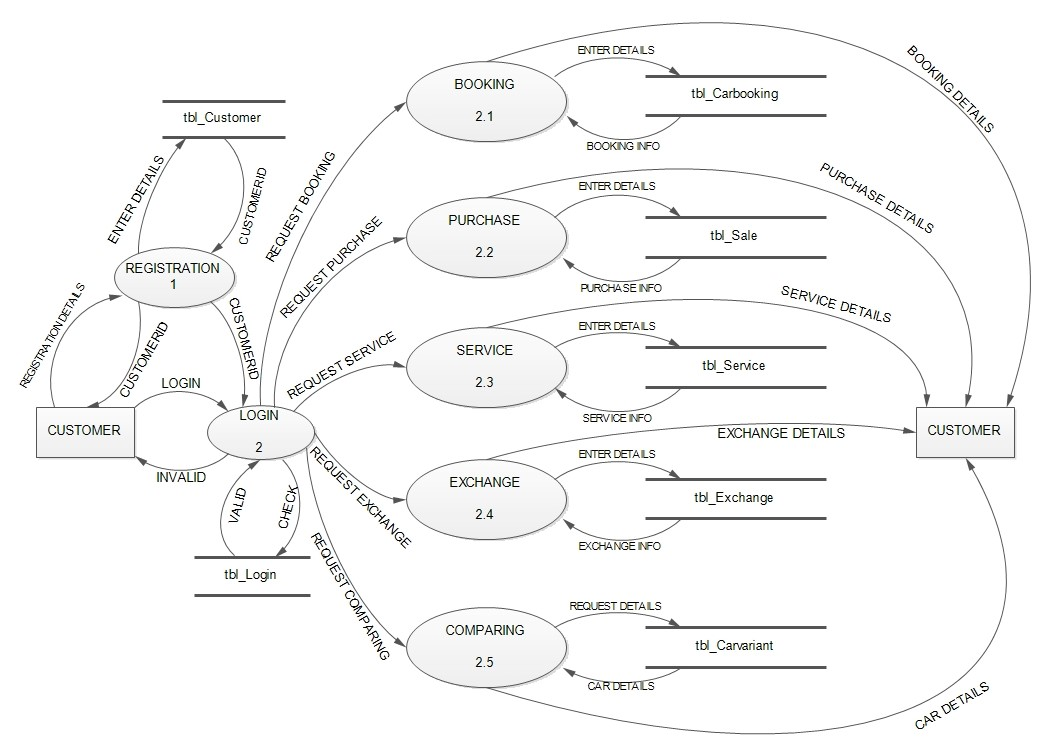 BOOKING DETAILS
ENTER DETAILS
BOOKING
2.1
tbl_Carbooking
BOOKING INFO
tbl_Customer
ENTER DETAILS
CUSTOMERID
REQUEST BOOKING
REGISTRATION
1
REGISTRATION DETAILS
CUSTOMERID
CUSTOMERID
PURCHASE DETAILS
ENTER DETAILS
REQUEST PURCHASE
PURCHASE
2.2
tbl_Sale
PURCHASE INFO
SERVICE DETAILS
ENTER DETAILS
REQUEST SERVICE
SERVICE
2.3
tbl_Service
SERVICE INFO
LOGIN
CUSTOMER
LOGIN
2
INVALID
VALID
CHECK
tbl_Login
CUSTOMER
EXCHANGE DETAILS
ENTER DETAILS
REQUEST EXCHANGE
EXCHANGE
2.4
tbl_Exchange
EXCHANGE INFO
REQUEST COMPARING
REQUEST DETAILS
COMPARING
2.5
tbl_Carvariant
CAR DETAILS
CAR DETAILS